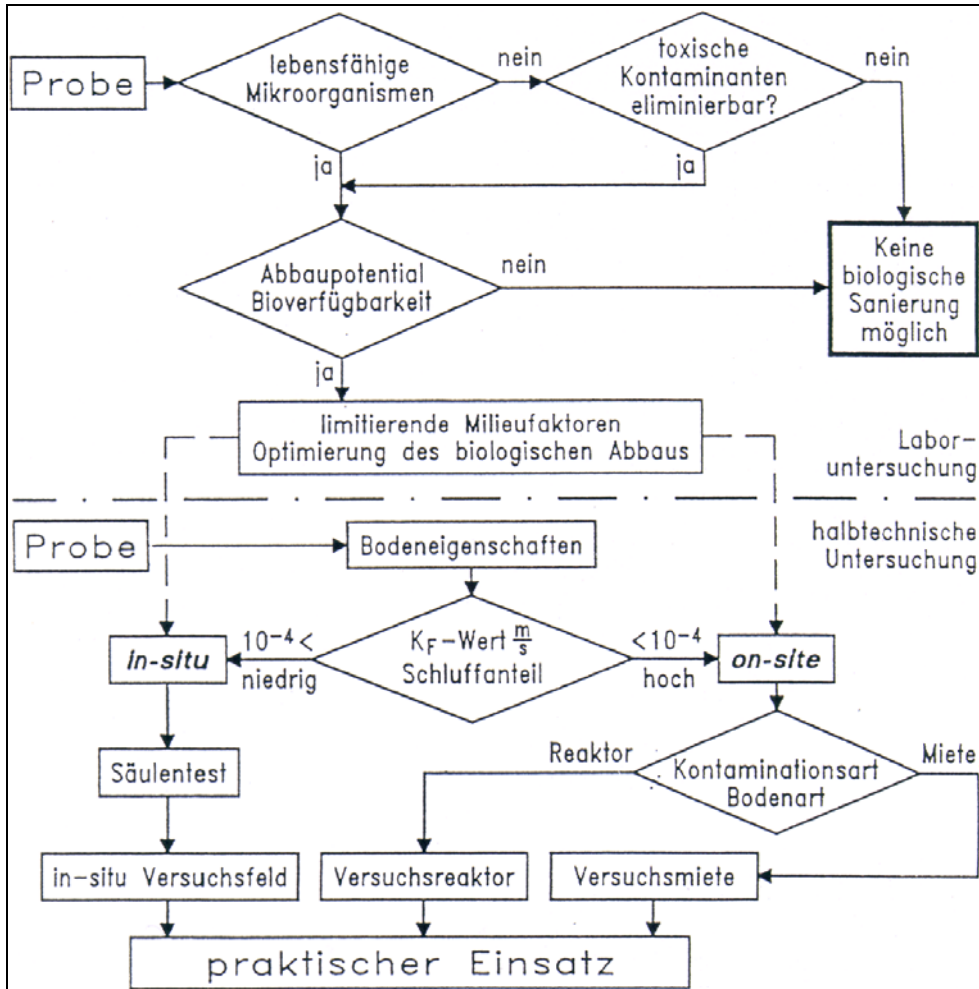 Probe
lebensfähige
Mikroorganismen
nein
toxische
Kontaminanten
eliminierbar?
nein
ja
ja
Abbaupotential
Bioverfügbarkeit
nein
Keine
biologische
Sanierung
möglich
ja
limitierende Milieufaktoren
Optimierung des biologischen Abbaus
Labor-
untersuchung
halbtechnische
Untersuchung
Probe
Bodeneigenschaften
in-situ
10⁻⁴<
niedrig
K_F-Wert m/s
Schluffanteil
<10⁻⁴
hoch
on-site
Säulentest
Reaktor
Kontaminationsart
Bodenart
Miete
in-situ Versuchsfeld
Versuchsreaktor
Versuchsmiete
praktischer Einsatz